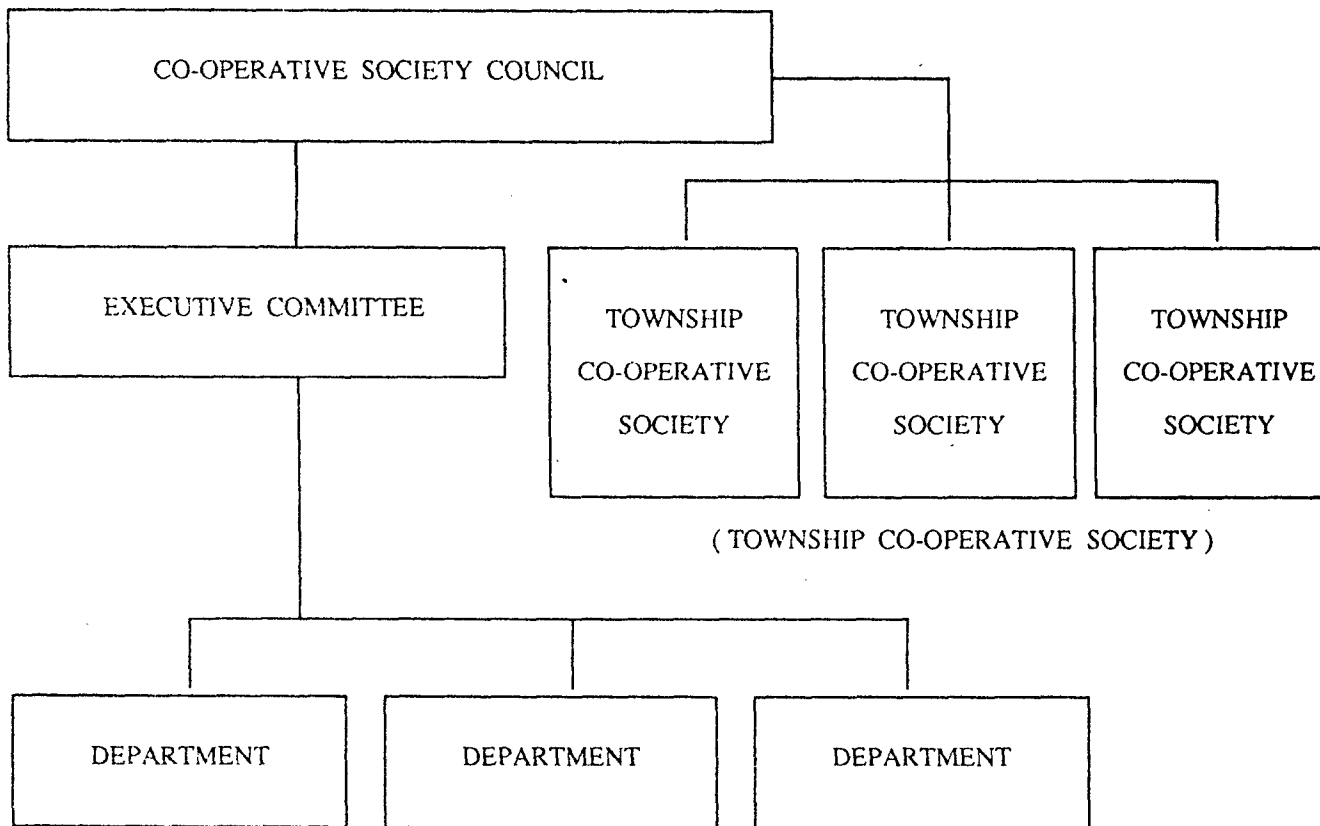 CO-OPERATIVE SOCIETY COUNCIL
EXECUTIVE COMMITTEE
TOWNSHIP
CO-OPERATIVE
SOCIETY
TOWNSHIP
CO-OPERATIVE
SOCIETY
TOWNSHIP
CO-OPERATIVE
SOCIETY
( TOWNSHIP CO-OPERATIVE SOCIETY )
DEPARTMENT
DEPARTMENT
DEPARTMENT